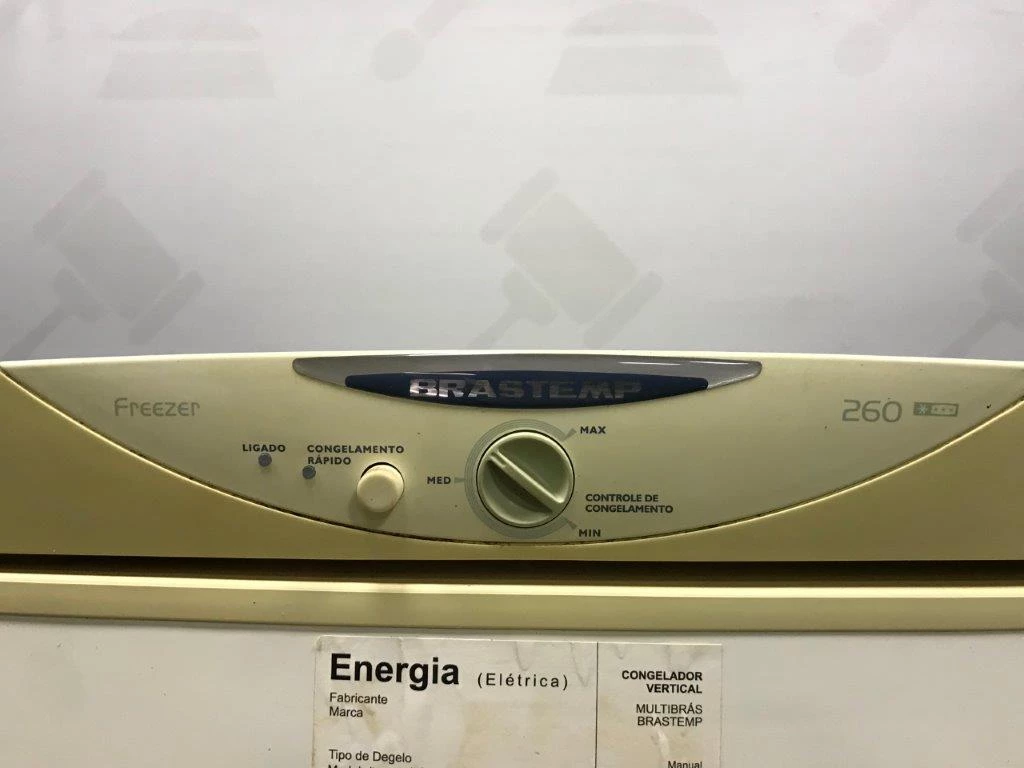 BRASTEMP
Freezer
260
LIGADO
CONGELAMENTO
RÁPIDO
MAX
MED
CONTROLE DE
CONGELAMENTO
MIN
Energia (Elétrica)
Fabricante
Marca
Tipo de Degelo
CONGELADOR
VERTICAL
MULTIBRÁS
BRASTEMP
Manual